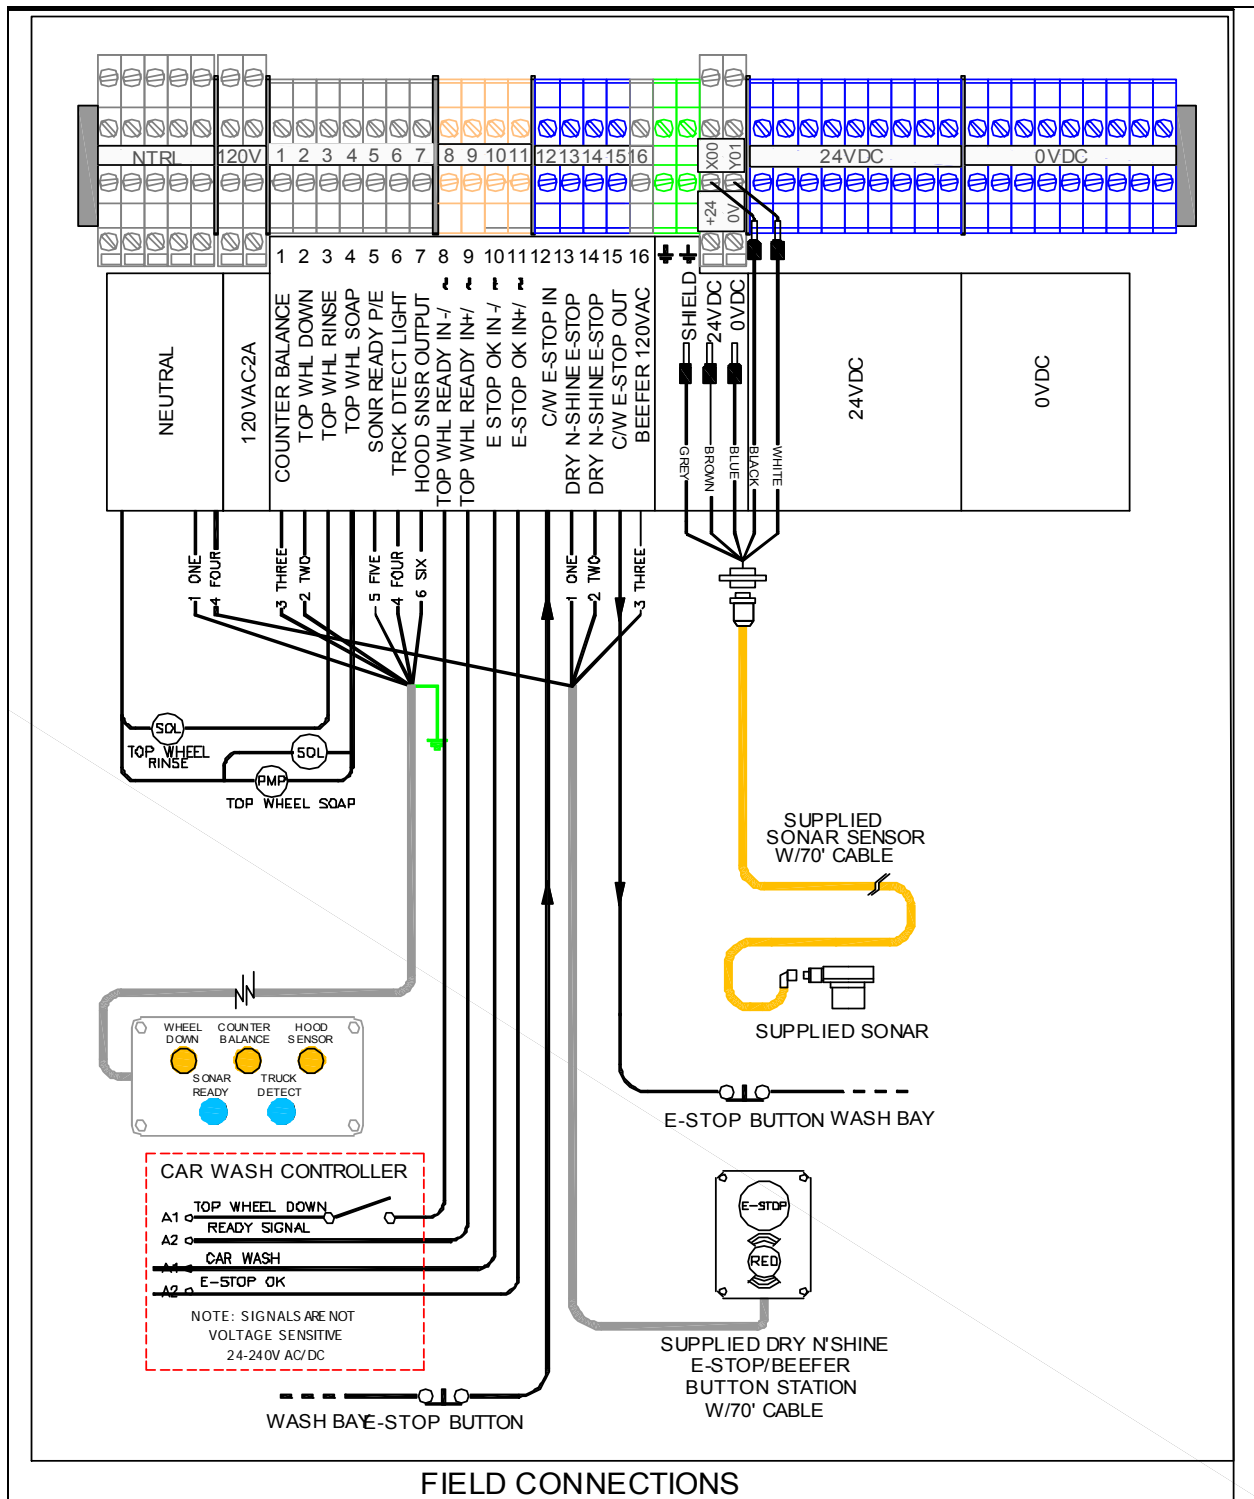 NTRL 120V 1 2 3 4 5 6 7 8 9 10 11 12 13 14 15 16 X00 Y01 24VDC 0VDC
+24 0V
1 2 3 4 5 6 7 8 9 10 11 12 13 14 15 16
NEUTRAL
120VAC-2A
COUNTER BALANCE
TOP WHL DOWN
TOP WHL RINSE
TOP WHL SOAP
SONR READY P/E
TRCK DTECT LIGHT
HOOD SNSR OUTPUT
TOP WHL READY IN -/~
TOP WHL READY IN+/~
E STOP OK IN -/~
E-STOP OK IN+/~
C/W E-STOP IN
DRY N-SHINE E-STOP
DRY N-SHINE E-STOP
C/W E-STOP OUT
BEEFER 120VAC
SHIELD
24VDC
0VDC
24VDC
0VDC
GREY
BROWN
BLUE
BLACK
WHITE
1 ONE
4 FOUR
3 THREE
2 TWO
5 FIVE
4 FOUR
6 SIX
1 ONE
2 TWO
3 THREE
SOL
TOP WHEEL
RINSE
SOL
PMP
TOP WHEEL SOAP
SUPPLIED
SONAR SENSOR
W/70' CABLE
SUPPLIED SONAR
WHEEL
DOWN
COUNTER
BALANCE
HOOD
SENSOR
SONAR
READY
TRUCK
DETECT
E-STOP BUTTON WASH BAY
CAR WASH CONTROLLER
A1 TOP WHEEL DOWN
A2 READY SIGNAL
A1 CAR WASH
A2 E-STOP OK
NOTE: SIGNALS ARE NOT
VOLTAGE SENSITIVE
24-240V AC/DC
E-STOP
RED
SUPPLIED DRY N'SHINE
E-STOP/BEEFER
BUTTON STATION
W/70' CABLE
WASH BAY E-STOP BUTTON
FIELD CONNECTIONS